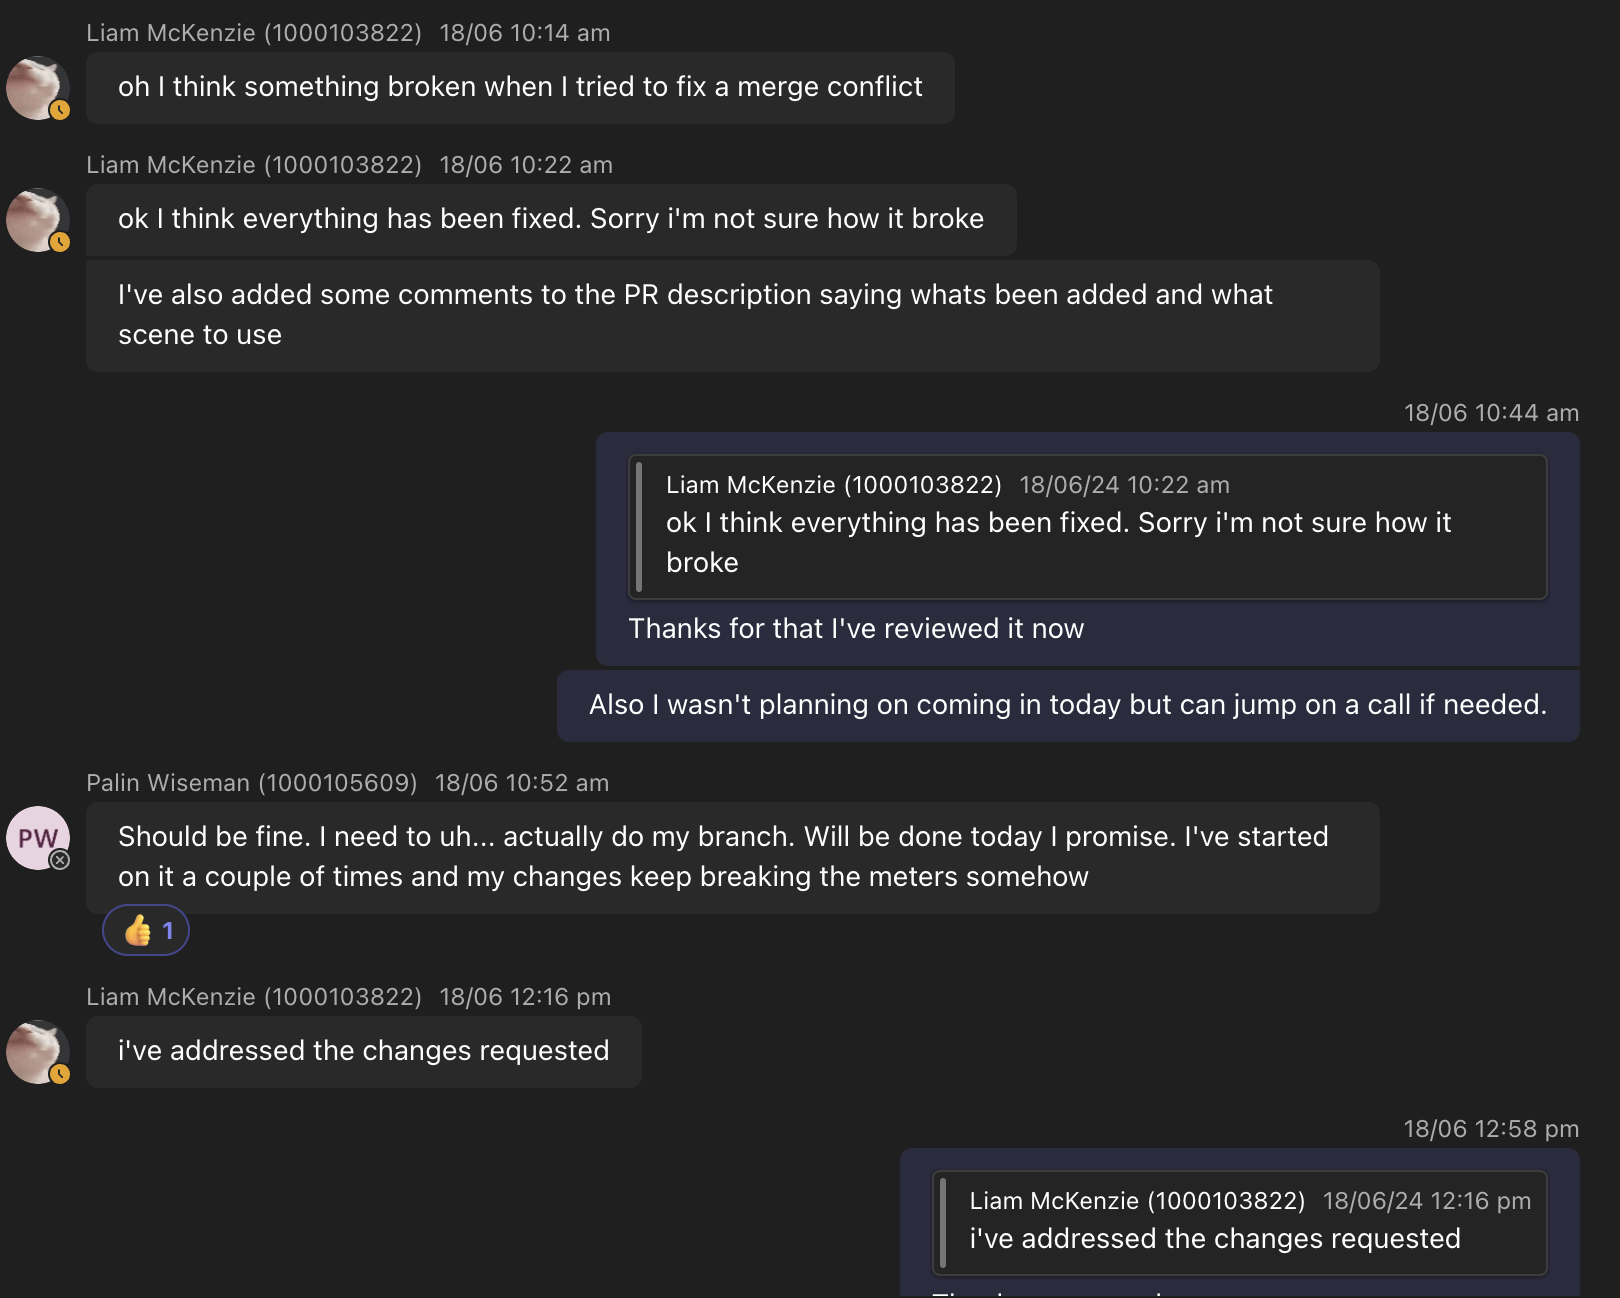 Liam McKenzie (1000103822) 18/06 10:14 am
oh I think something broken when I tried to fix a merge conflict
Liam McKenzie (1000103822) 18/06 10:22 am
ok I think everything has been fixed. Sorry i'm not sure how it broke
I've also added some comments to the PR description saying whats been added and what
scene to use
18/06 10:44 am
Liam McKenzie (1000103822) 18/06/24 10:22 am
ok I think everything has been fixed. Sorry i'm not sure how it
broke
Thanks for that I've reviewed it now
Also I wasn't planning on coming in today but can jump on a call if needed.
Palin Wiseman (1000105609) 18/06 10:52 am
PW
Should be fine. I need to uh... actually do my branch. Will be done today I promise. I've started
on it a couple of times and my changes keep breaking the meters somehow
👍 1
Liam McKenzie (1000103822) 18/06 12:16 pm
i've addressed the changes requested
18/06 12:58 pm
Liam McKenzie (1000103822) 18/06/24 12:16 pm
i've addressed the changes requested